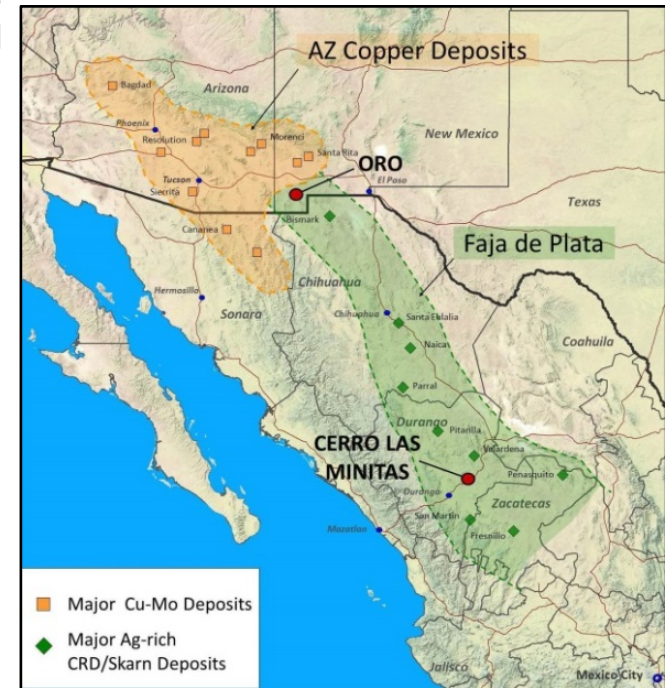 AZ Copper Deposits
Bagdad
Arizona
Phoenix
Resolution
Morenci
Santa Rita
New Mexico
ORO
Tucson
El Paso
Sierrita
Texas
Bismark
Cananea
Faja de Plata
Chihuahua
Hermosillo
Sonora
Chihuahua
Santa Eulalia
Coahuila
Naica
Parral
Durango
Pitarilla
CERRO LAS
MINITAS
Velardena
Penasquito
Durango
Zacatecas
San Martin
Mazatlan
Fresnillo
Major Cu-Mo Deposits
Major Ag-rich
CRD/Skarn Deposits
Jalisco
Mexico City